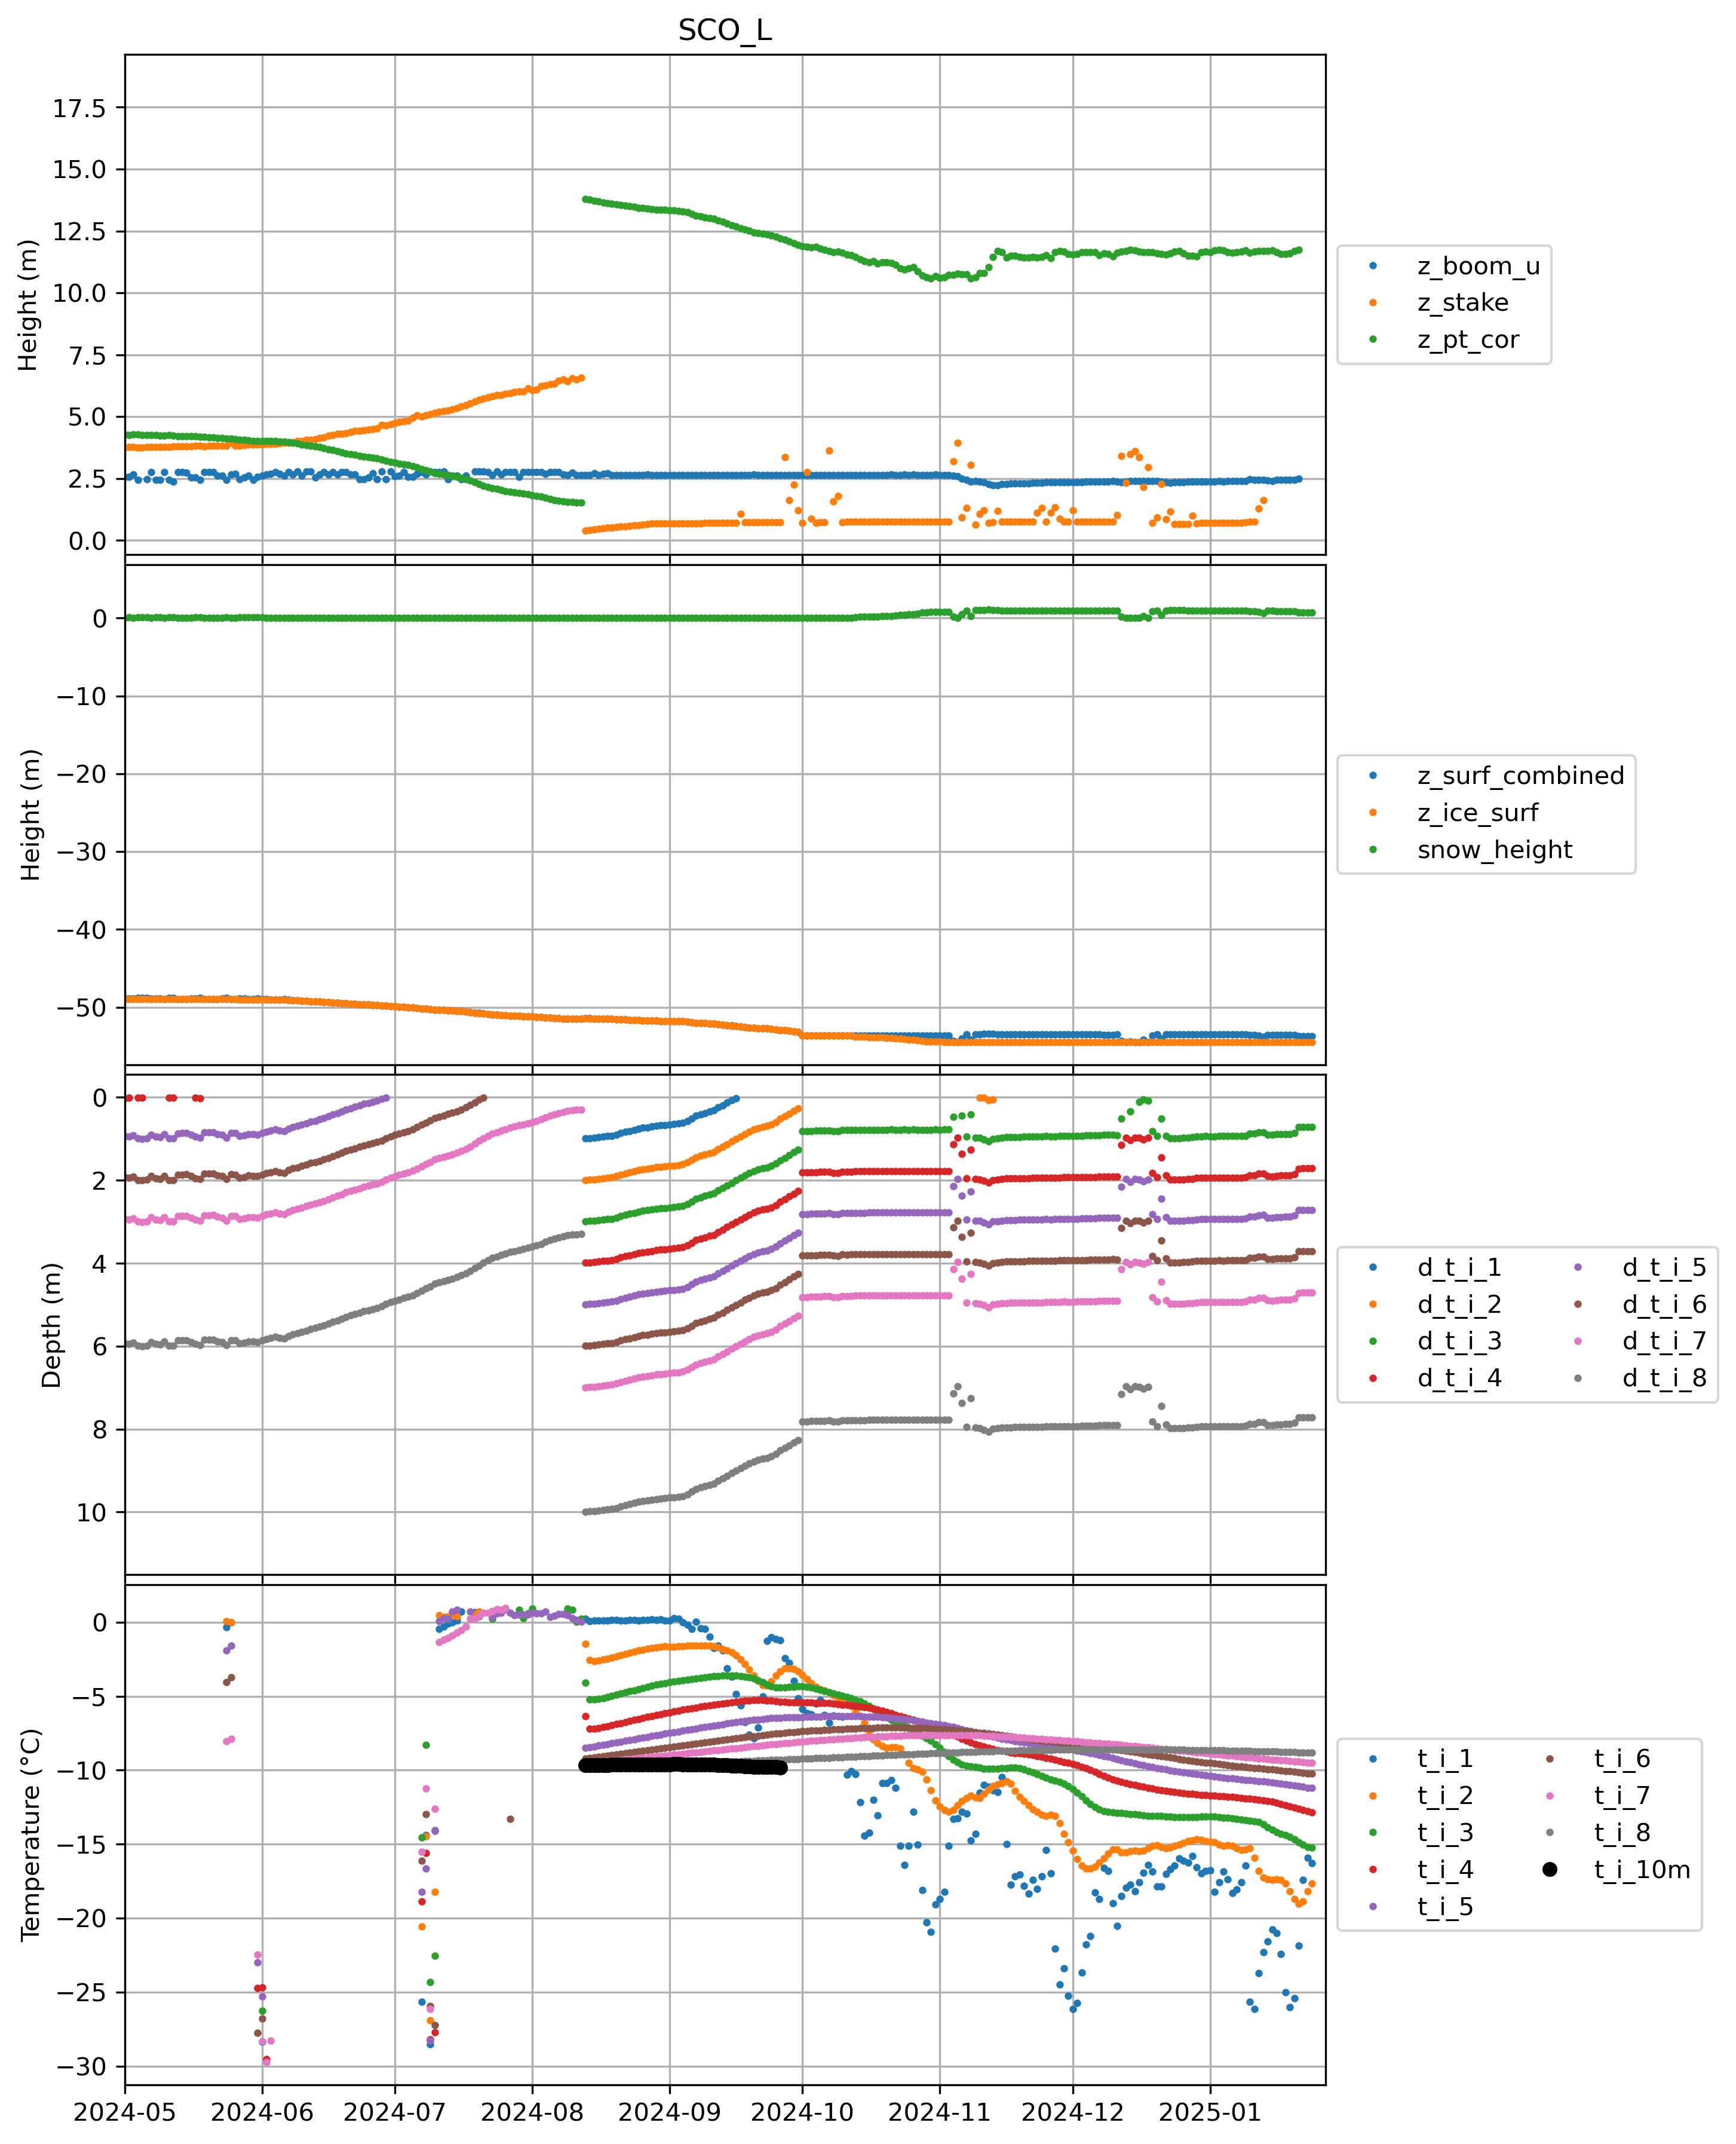 SCO_L
Height (m)
17.5
15.0
12.5
10.0
7.5
5.0
2.5
0.0
z_boom_u
z_stake
z_pt_cor
Height (m)
0
−10
−20
−30
−40
−50
z_surf_combined
z_ice_surf
snow_height
Depth (m)
0
2
4
6
8
10
d_t_i_1 d_t_i_5
d_t_i_2 d_t_i_6
d_t_i_3 d_t_i_7
d_t_i_4 d_t_i_8
Temperature (°C)
0
−5
−10
−15
−20
−25
−30
t_i_1 t_i_6
t_i_2 t_i_7
t_i_3 t_i_8
t_i_4 t_i_10m
t_i_5
2024-05 2024-06 2024-07 2024-08 2024-09 2024-10 2024-11 2024-12 2025-01